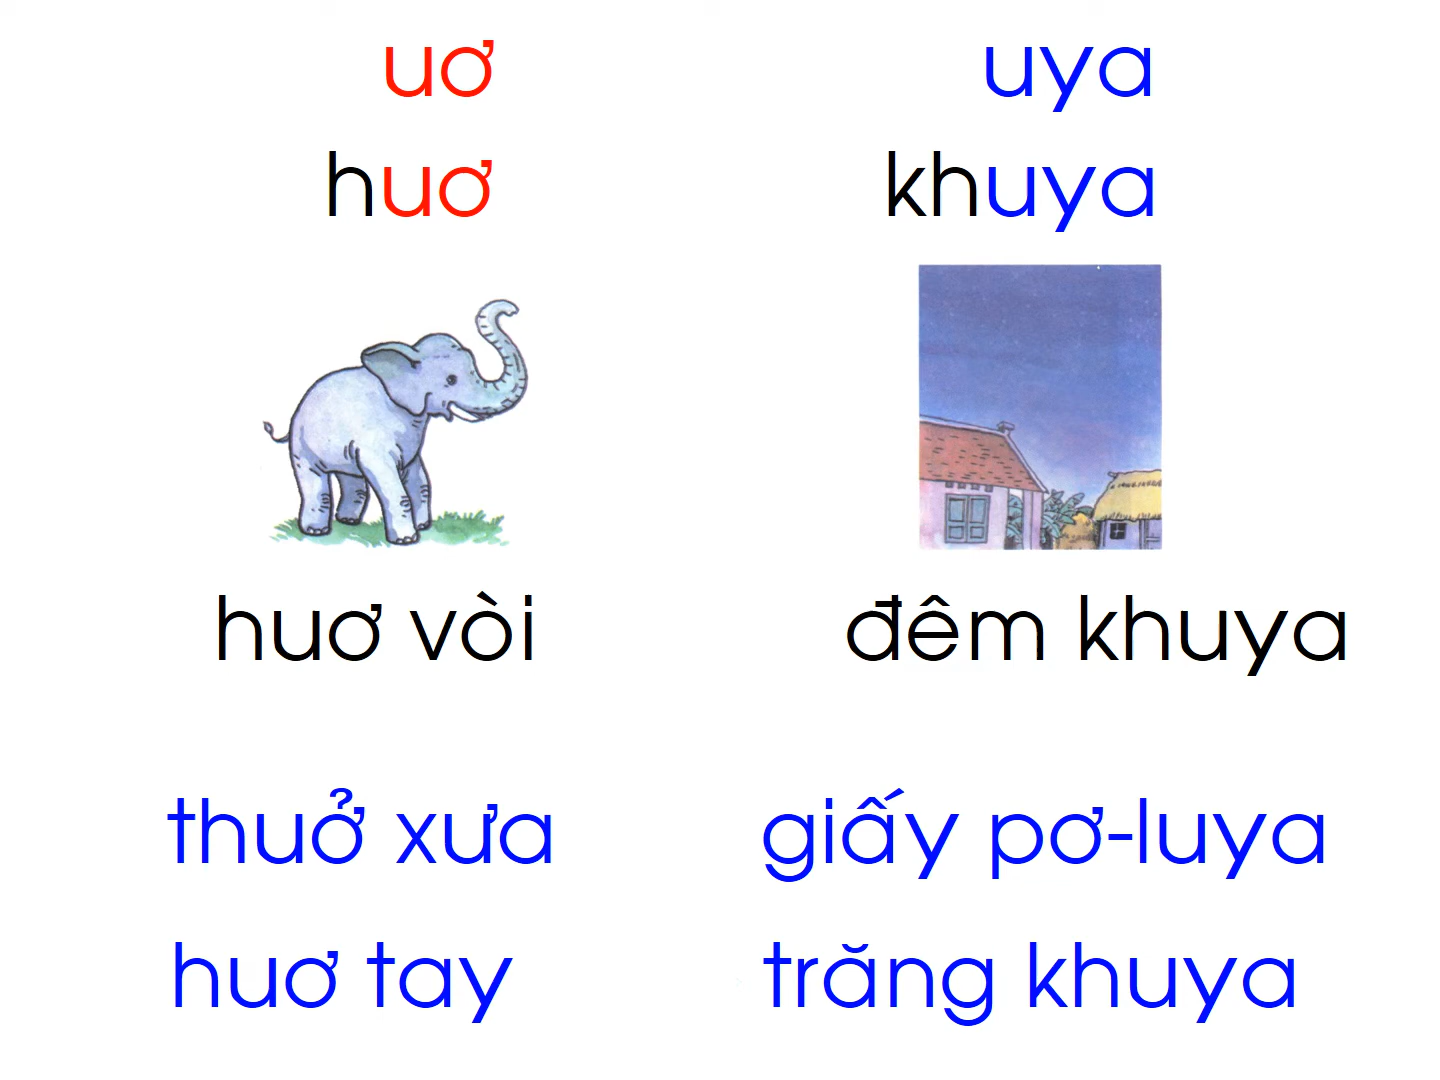 uơ uya
huơ khuya
huơ vòi đêm khuya
thuở xưa giấy pơ-luya
huơ tay trăng khuya